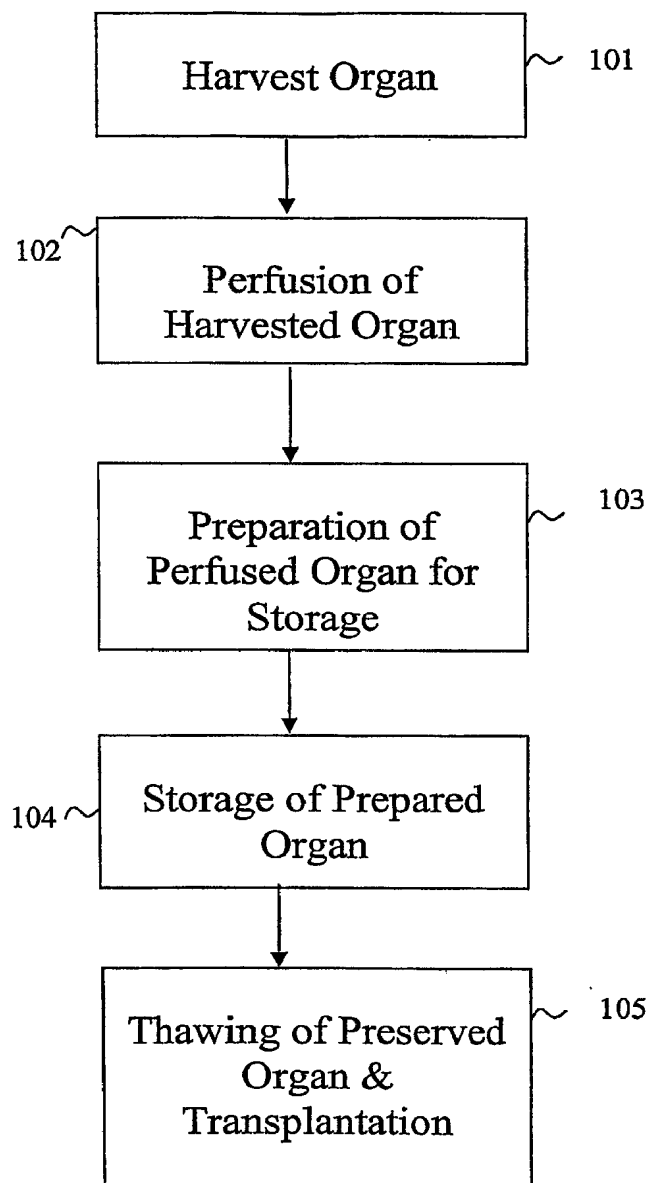 Harvest Organ
101
102
Perfusion of
Harvested Organ
103
Preparation of
Perfused Organ for
Storage
104
Storage of Prepared
Organ
105
Thawing of Preserved
Organ &
Transplantation